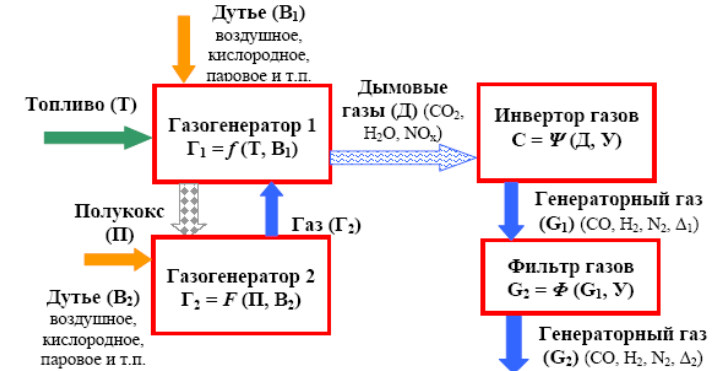 Дутье (В₁)
воздушное,
кислородное,
паровое и т.п.
Топливо (Т)
Газогенератор 1
Г₁ = f (Т, В₁)
Дымовые
газы (Д) (CO₂,
H₂O, NOₓ)
Инвертор газов
С = Ψ (Д, У)
Полукокс
(П)
Газ (Г₂)
Генераторный газ
(G₁) (CO, H₂, N₂, Δ₁)
Дутье (В₂)
воздушное,
кислородное,
паровое и т.п.
Газогенератор 2
Г₂ = F (П, В₂)
Фильтр газов
G₂ = Φ (G₁, У)
Генераторный газ
(G₂) (CO, H₂, N₂, Δ₂)